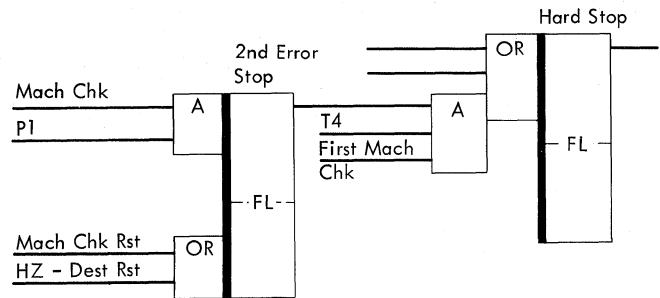 Hard Stop
OR
2nd Error
Stop
Mach Chk
A
A
P1
T4
First Mach
Chk
FL
FL
Mach Chk Rst
OR
HZ - Dest Rst